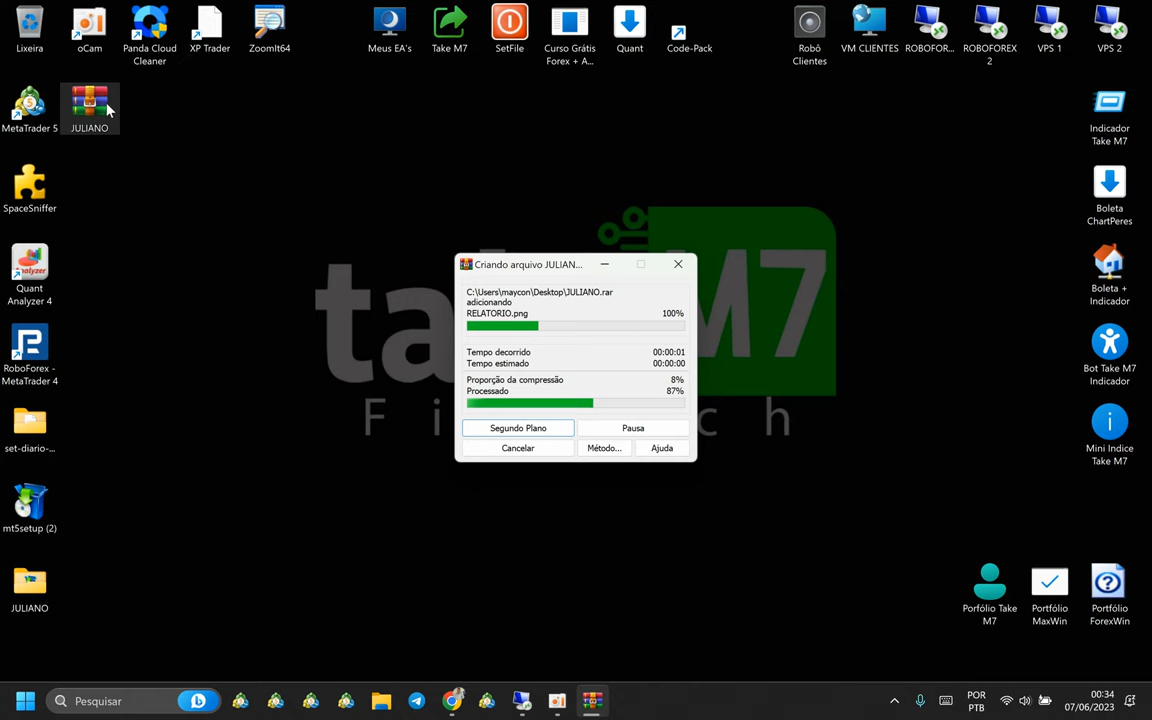 Lixeira
oCam
Panda Cloud
Cleaner
XP Trader
ZoomIt64
Meus EA's
Take M7
SetFile
Curso Grátis
Forex + A...
Quant
Code-Pack
Robô
Clientes
VM CLIENTES
ROBOFOR...
ROBOFOREX
2
VPS 1
VPS 2
MetaTrader 5
JULIANO
Indicador
Take M7
SpaceSniffer
Boleta
ChartPeres
Quant
Analyzer 4
Boleta +
Indicador
RoboForex -
MetaTrader 4
Bot Take M7
Indicador
set-diario-...
Mini Indice
Take M7
mt5setup (2)
JULIANO
Porfólio Take
M7
Portfólio
MaxWin
Portfólio
ForexWin
Criando arquivo JULIAN...
C:\Users\maycon\Desktop\JULIANO.rar
adicionando
RELATORIO.png 100%
Tempo decorrido 00:00:01
Tempo estimado 00:00:00
Proporção da compressão 8%
Processado 87%
Segundo Plano
Pausa
Cancelar
Método...
Ajuda
Pesquisar
POR
PTB
00:34
07/06/2023